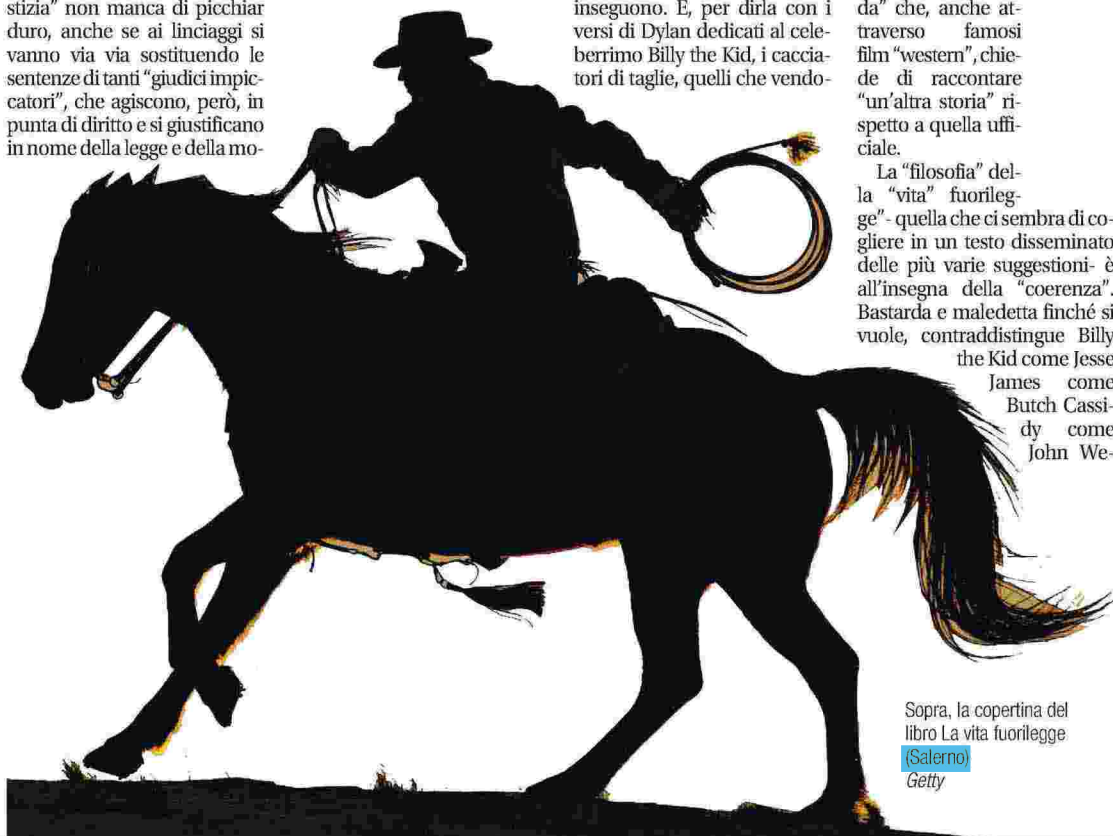 stizia” non manca di picchiar
duro, anche se ai linciaggi si
vanno via via sostituendo le
sentenze di tanti “giudici impic-
catori”, che agiscono, però, in
punta di diritto e si giustificano
in nome della legge e della mo-
inseguono. E, per dirla con i
versi di Dylan dedicati al cele-
berrimo Billy the Kid, i caccia-
tori di taglie, quelli che vendo-
da” che, anche at-
traverso famosi
film “western”, chie-
de di raccontare
“un’altra storia” ri-
spetto a quella uffi-
ciale.
La “filosofia” del-
la “vita” fuorileg-
ge”- quella che ci sembra di co-
gliere in un testo disseminato
delle più varie suggestioni- è
all’insegna della “coerenza”.
Bastarda e maledetta finché si
vuole, contraddistingue Billy
the Kid come Jesse
James come
Butch Cassi-
dy come
John We-
Sopra, la copertina del
libro La vita fuorilegge
(Salerno)
Getty